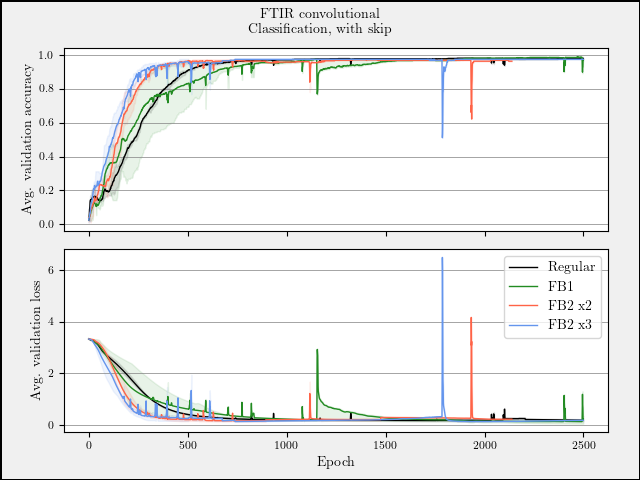 FTIR convolutional
Classification, with skip
Avg. validation accuracy
1.0
0.8
0.6
0.4
0.2
0.0
Avg. validation loss
6
4
2
0
Regular
FB1
FB2 x2
FB2 x3
0
500
1000
1500
2000
2500
Epoch